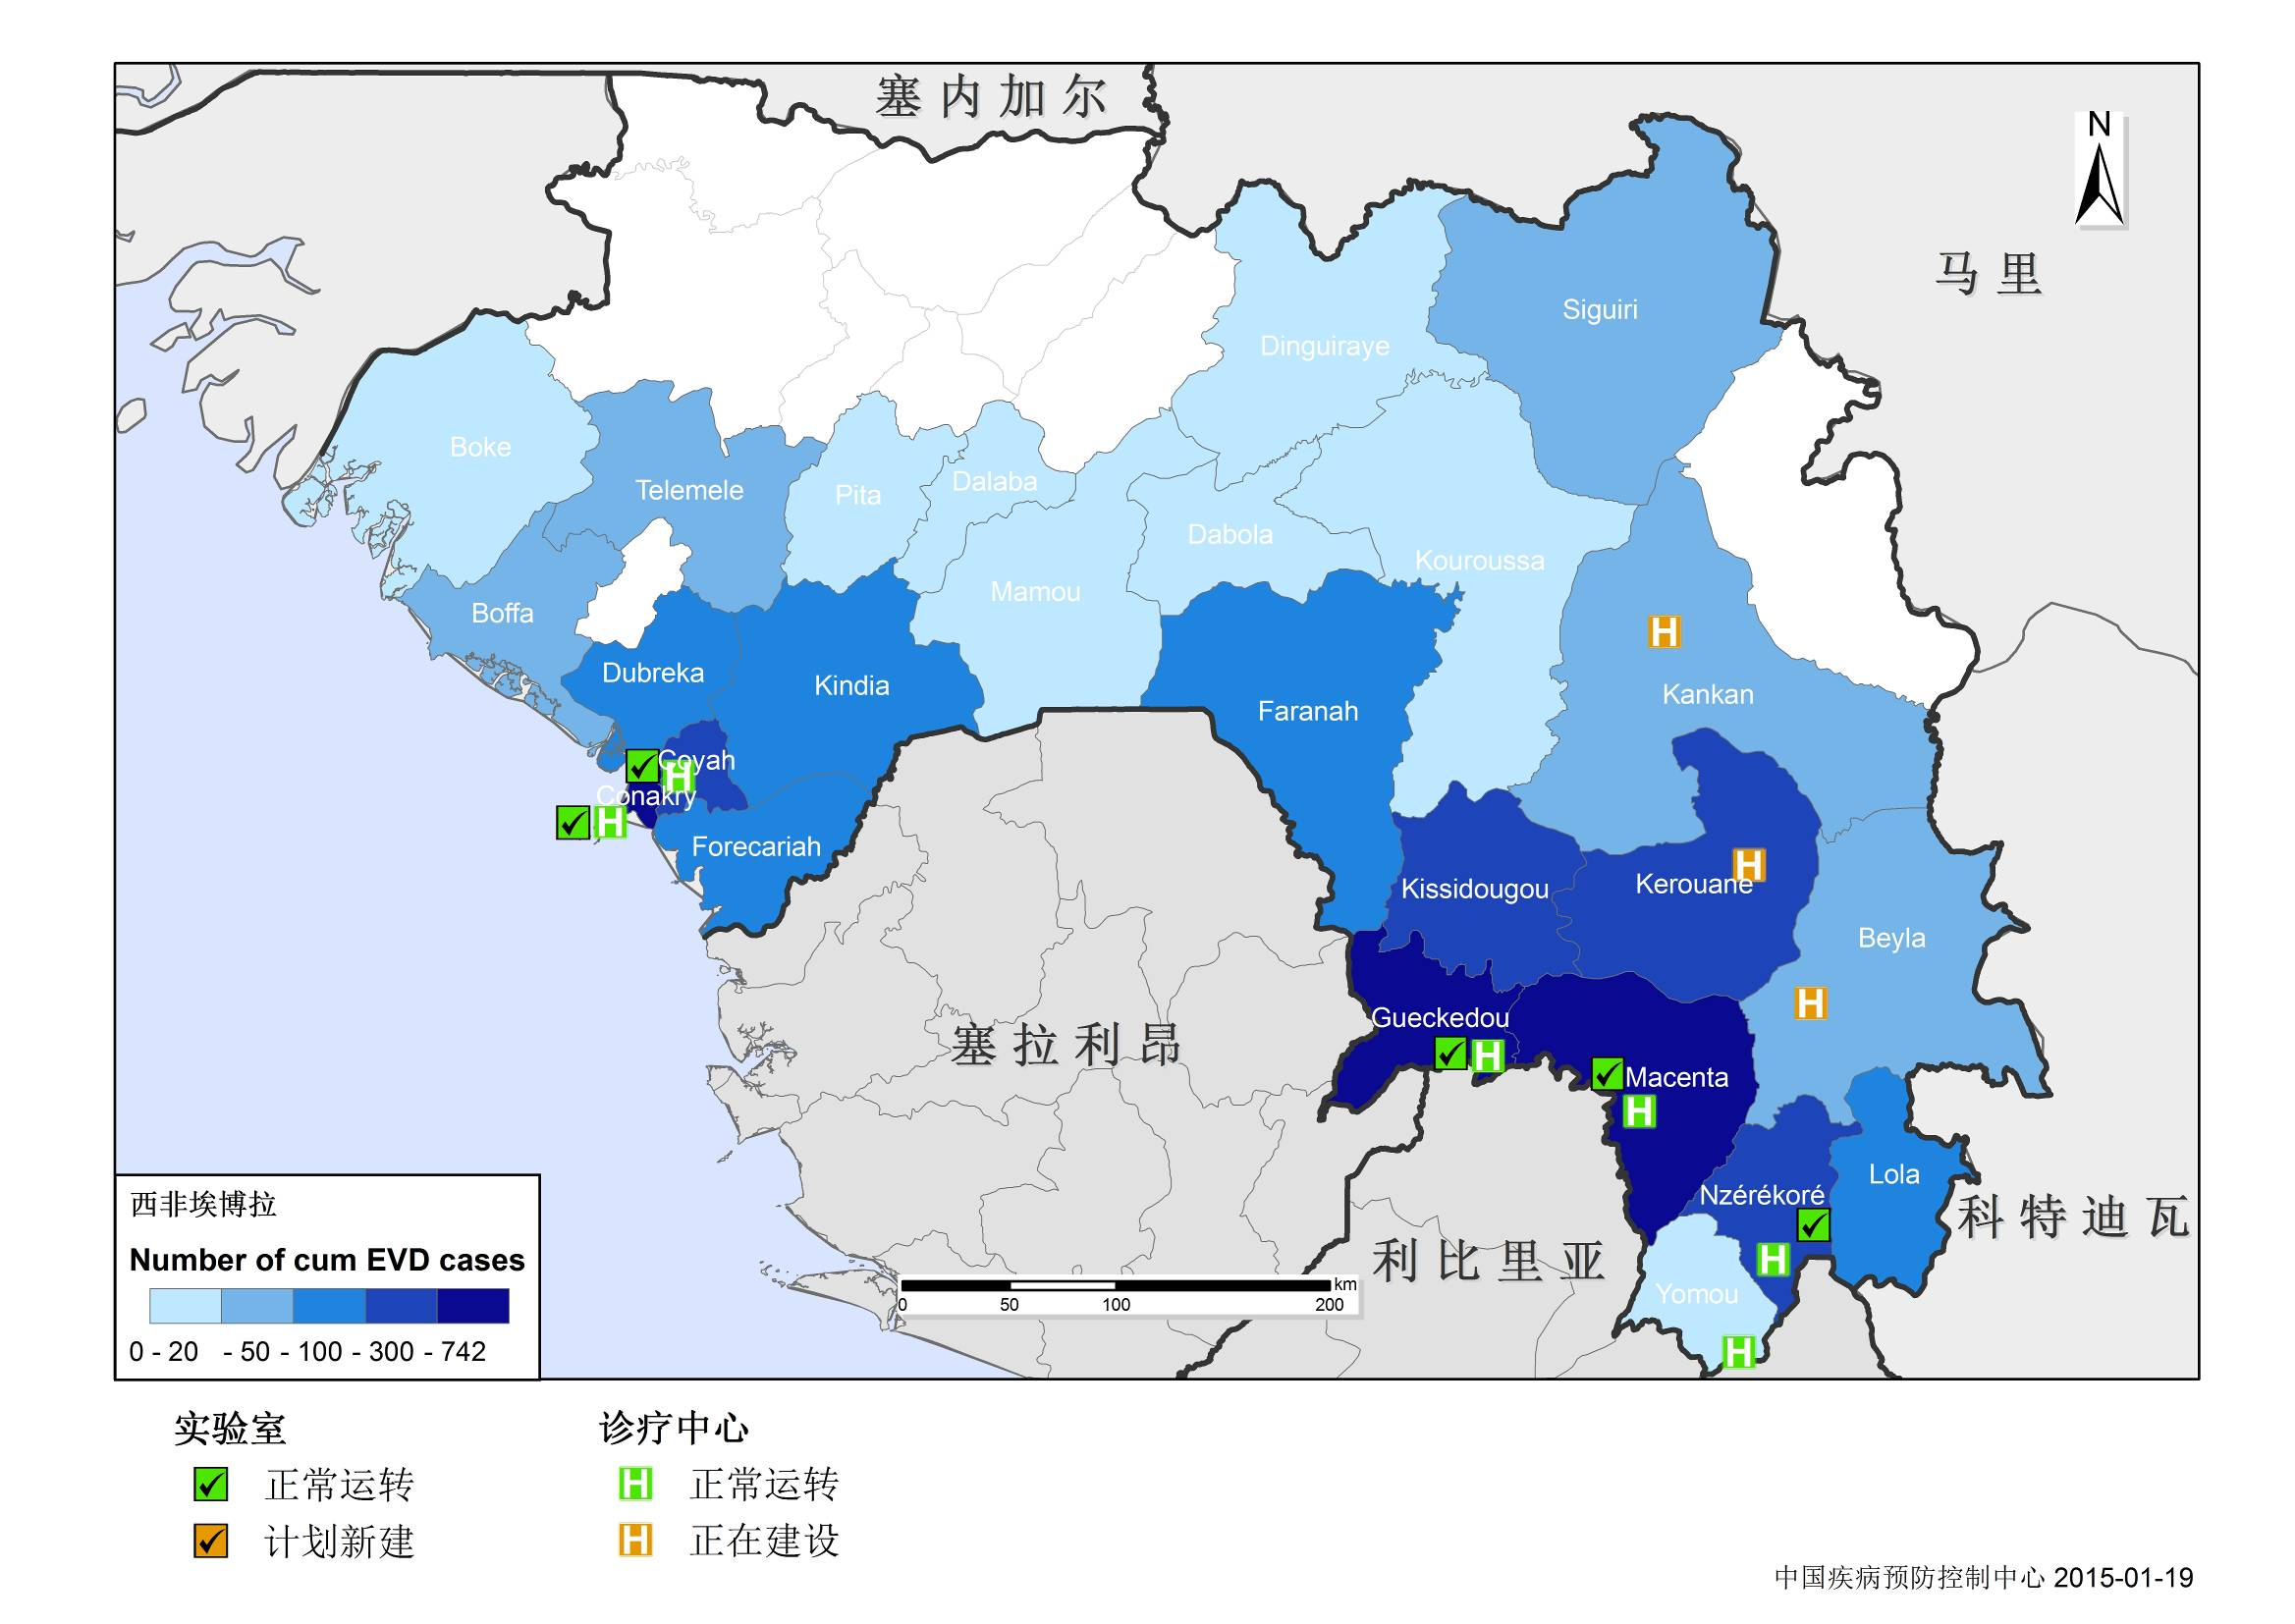 塞内加尔
N
马里
Siguiri
Dinguiraye
Boke
Telemele
Pita
Dalaba
Dabola
Kouroussa
Mamou
Boffa
Dubreka
Kindia
Faranah
Kankan
Coyah
Conakry
Forecariah
Kissidougou
Kerouane
Beyla
Gueckedou
塞拉利昂
Macenta
Lola
Nzérékoré
科特迪瓦
利比里亚
Yomou
km
0 50 100 200
西非埃博拉
Number of cum EVD cases
0 - 20 - 50 - 100 - 300 - 742
实验室
正常运转
计划新建
诊疗中心
H 正常运转
H 正在建设
中国疾病预防控制中心 2015-01-19